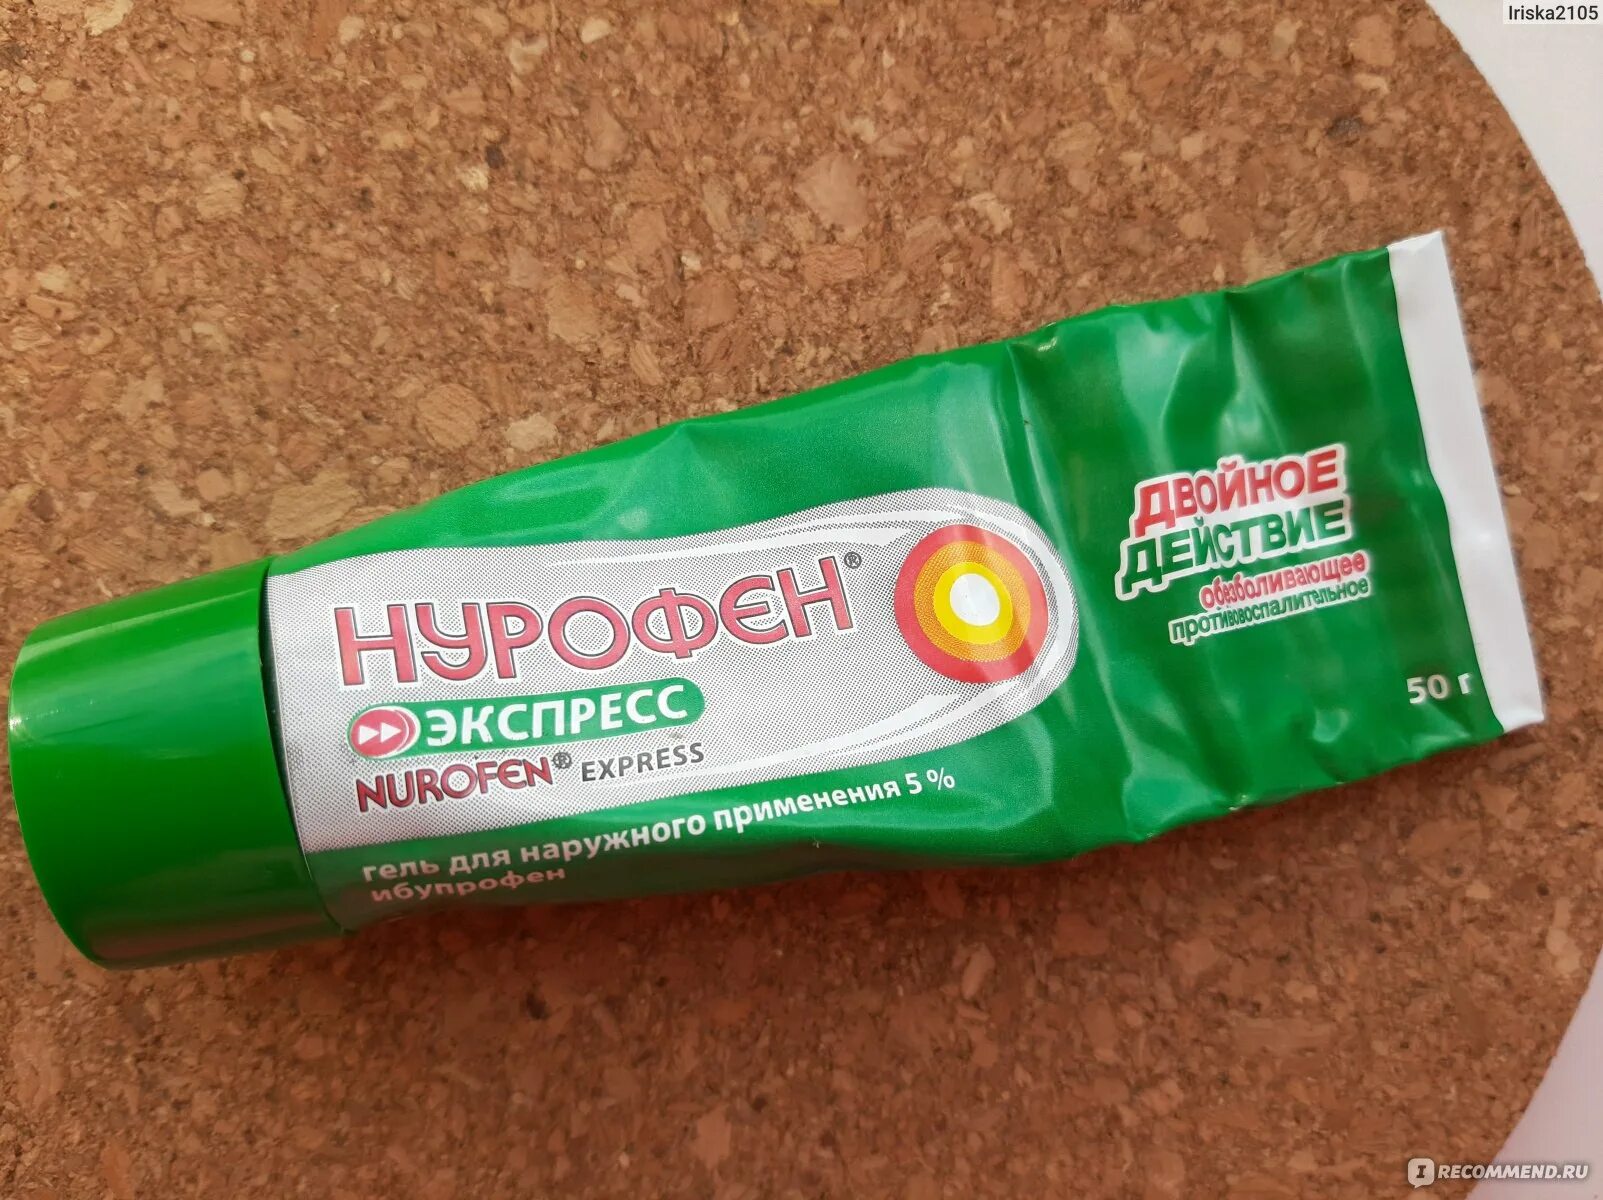 Iriska2105
НУРОФЕН®
ЭКСПРЕСС
NUROFEN® EXPRESS
гель для наружного применения 5 %
ибупрофен
ДВОЙНОЕ
ДЕЙСТВИЕ
обезболивающее
противовоспалительное
50 г
I RECOMMEND.RU